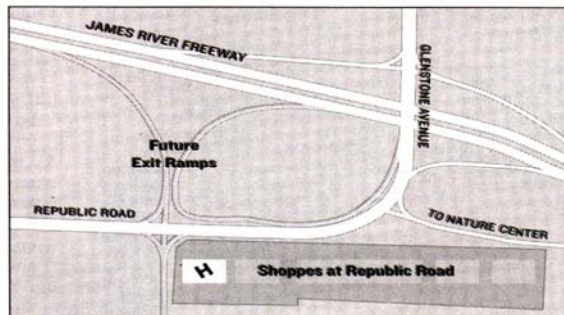 JAMES RIVER FREEWAY
GLENSTONE AVENUE
Future
Exit Ramps
REPUBLIC ROAD
TO NATURE CENTER
H
Shoppes at Republic Road